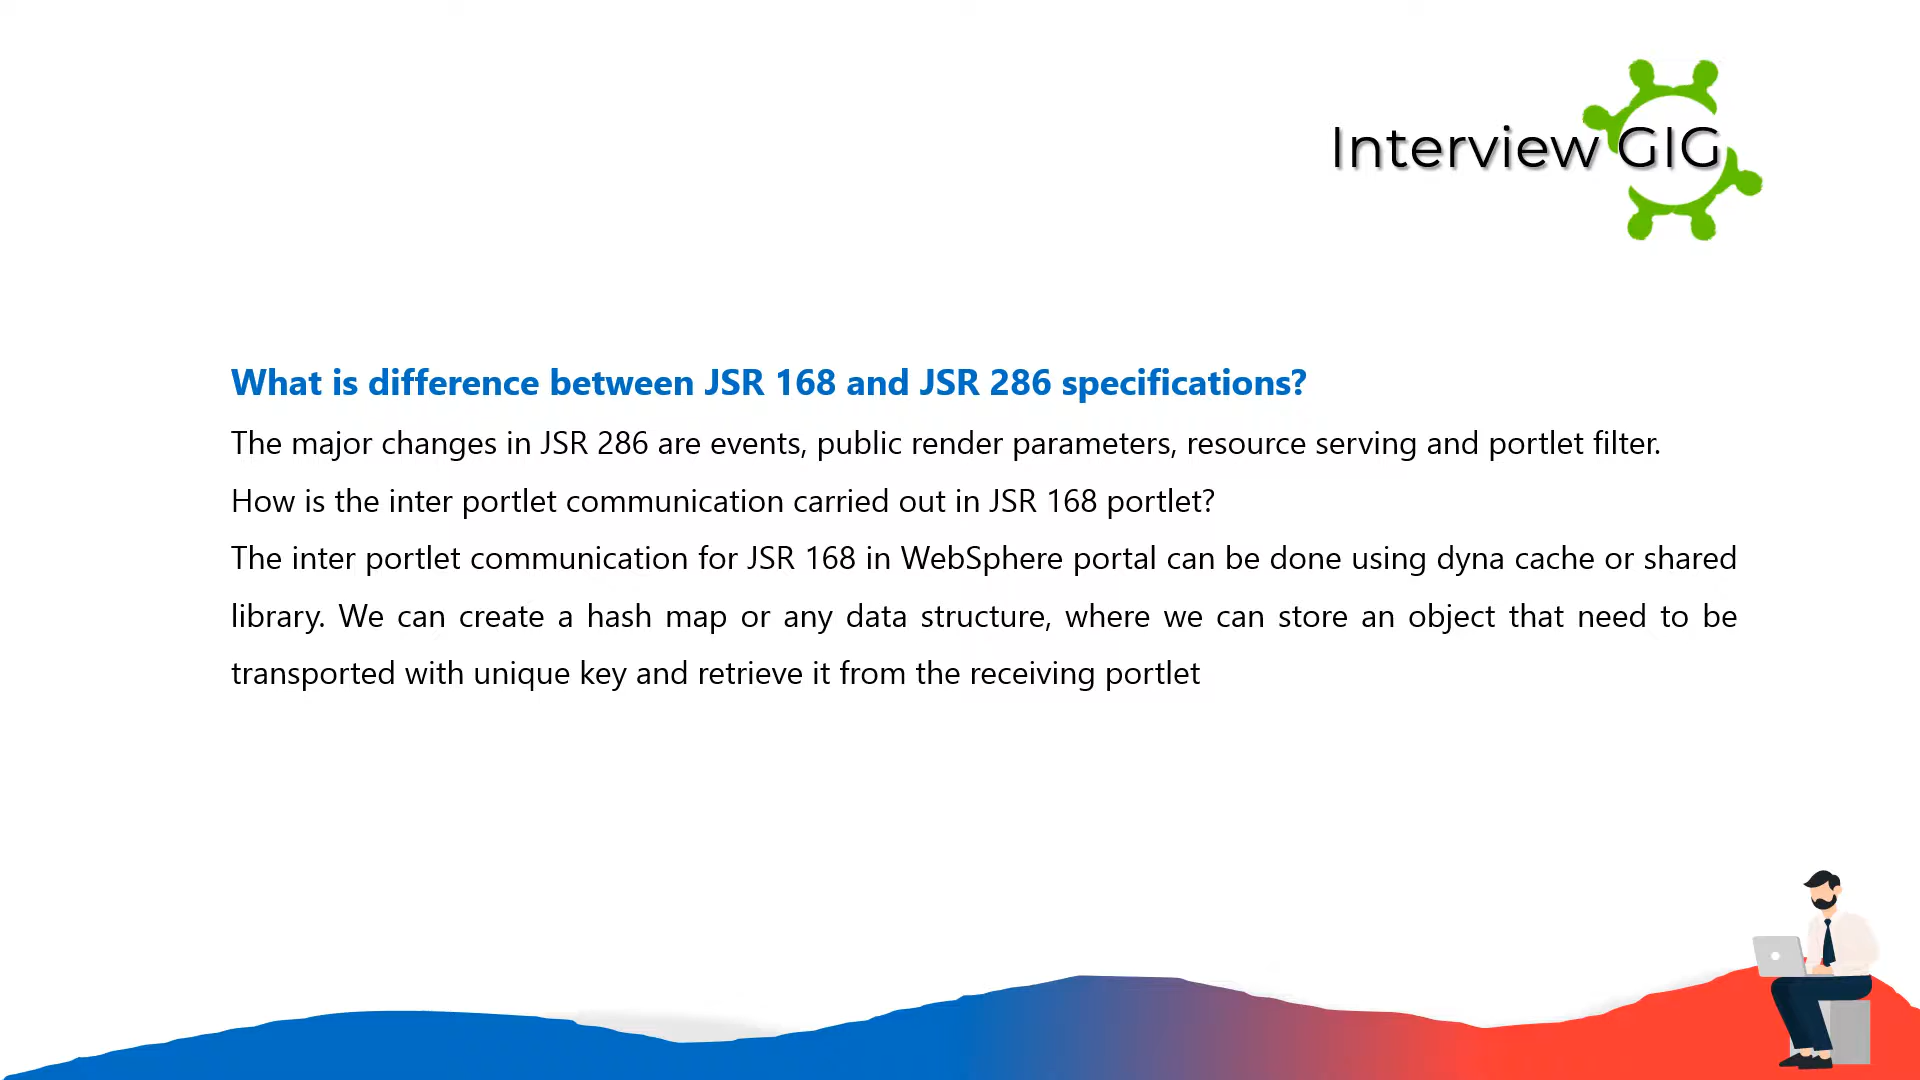 Interview GIG
What is difference between JSR 168 and JSR 286 specifications?
The major changes in JSR 286 are events, public render parameters, resource serving and portlet filter.
How is the inter portlet communication carried out in JSR 168 portlet?
The inter portlet communication for JSR 168 in WebSphere portal can be done using dyna cache or shared
library. We can create a hash map or any data structure, where we can store an object that need to be
transported with unique key and retrieve it from the receiving portlet